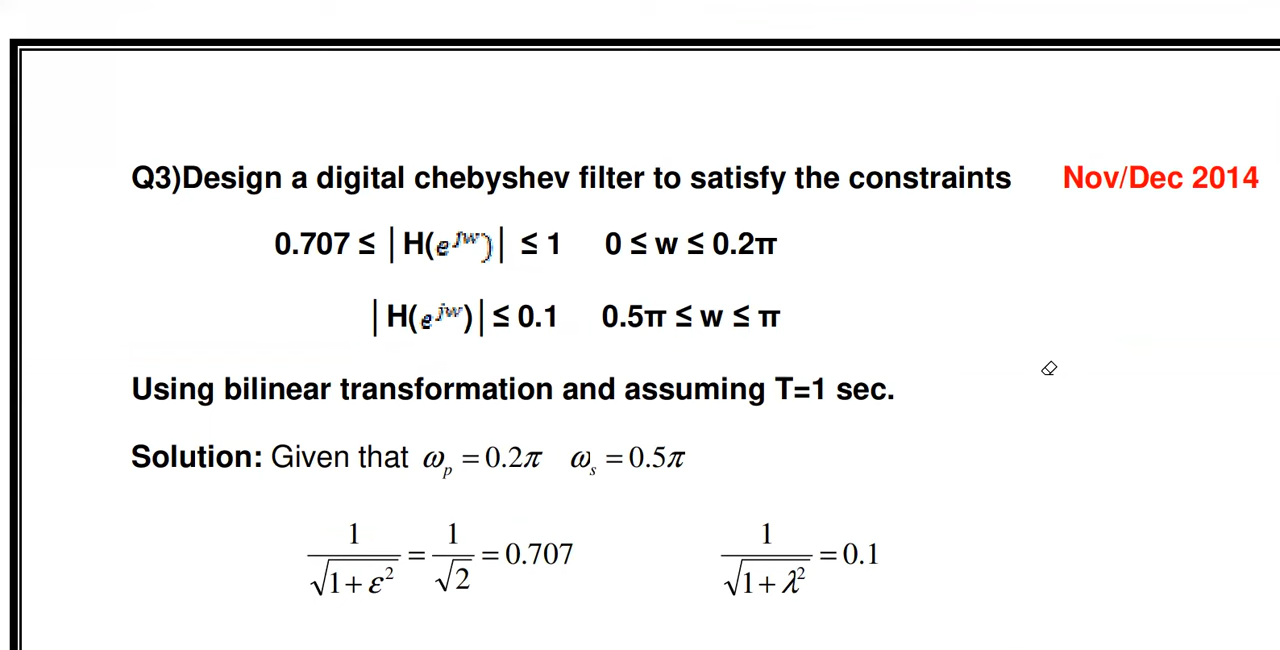 Q3)Design a digital chebyshev filter to satisfy the constraints Nov/Dec 2014
0.707 ≤ | H(e^{jw})| ≤ 1 0 ≤ w ≤ 0.2π
| H(e^{jw})| ≤ 0.1 0.5π ≤ w ≤ π
Using bilinear transformation and assuming T=1 sec.
Solution: Given that ω_p = 0.2π ω_s = 0.5π
1/√(1+ε²) = 1/√2 = 0.707 1/√(1+λ²) = 0.1